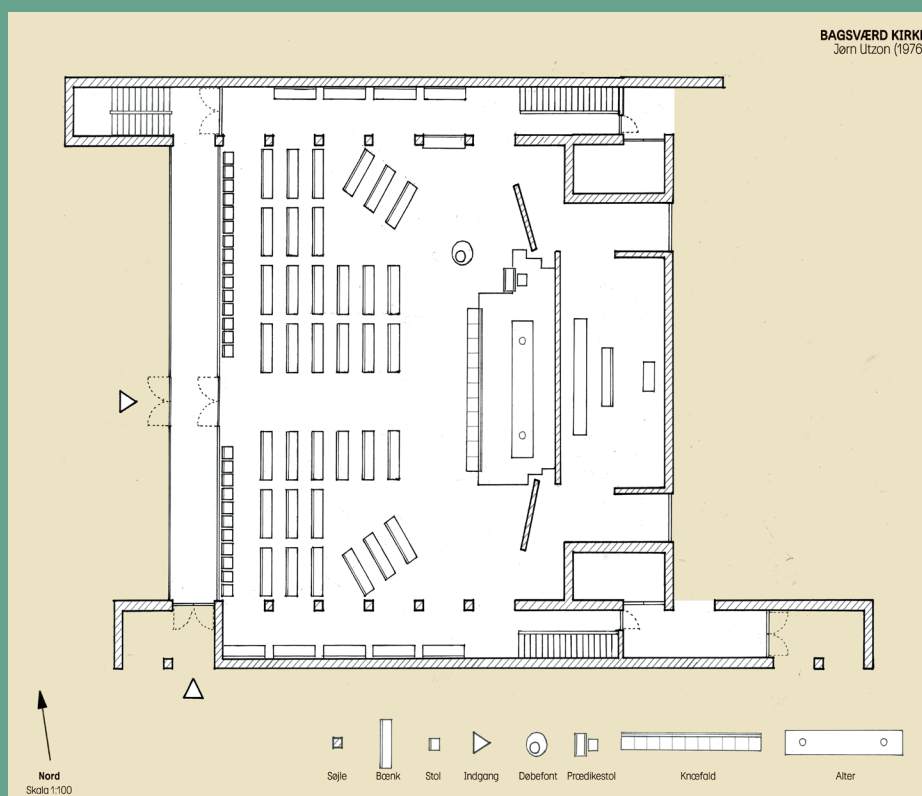 BAGSVÆRD KIRKE
Jørn Utzon (1976
Nord
Skala 1:100
Søjle
Bænk
Stol
Indgang
Døbefont
Prædikestol
Knæfald
Alter